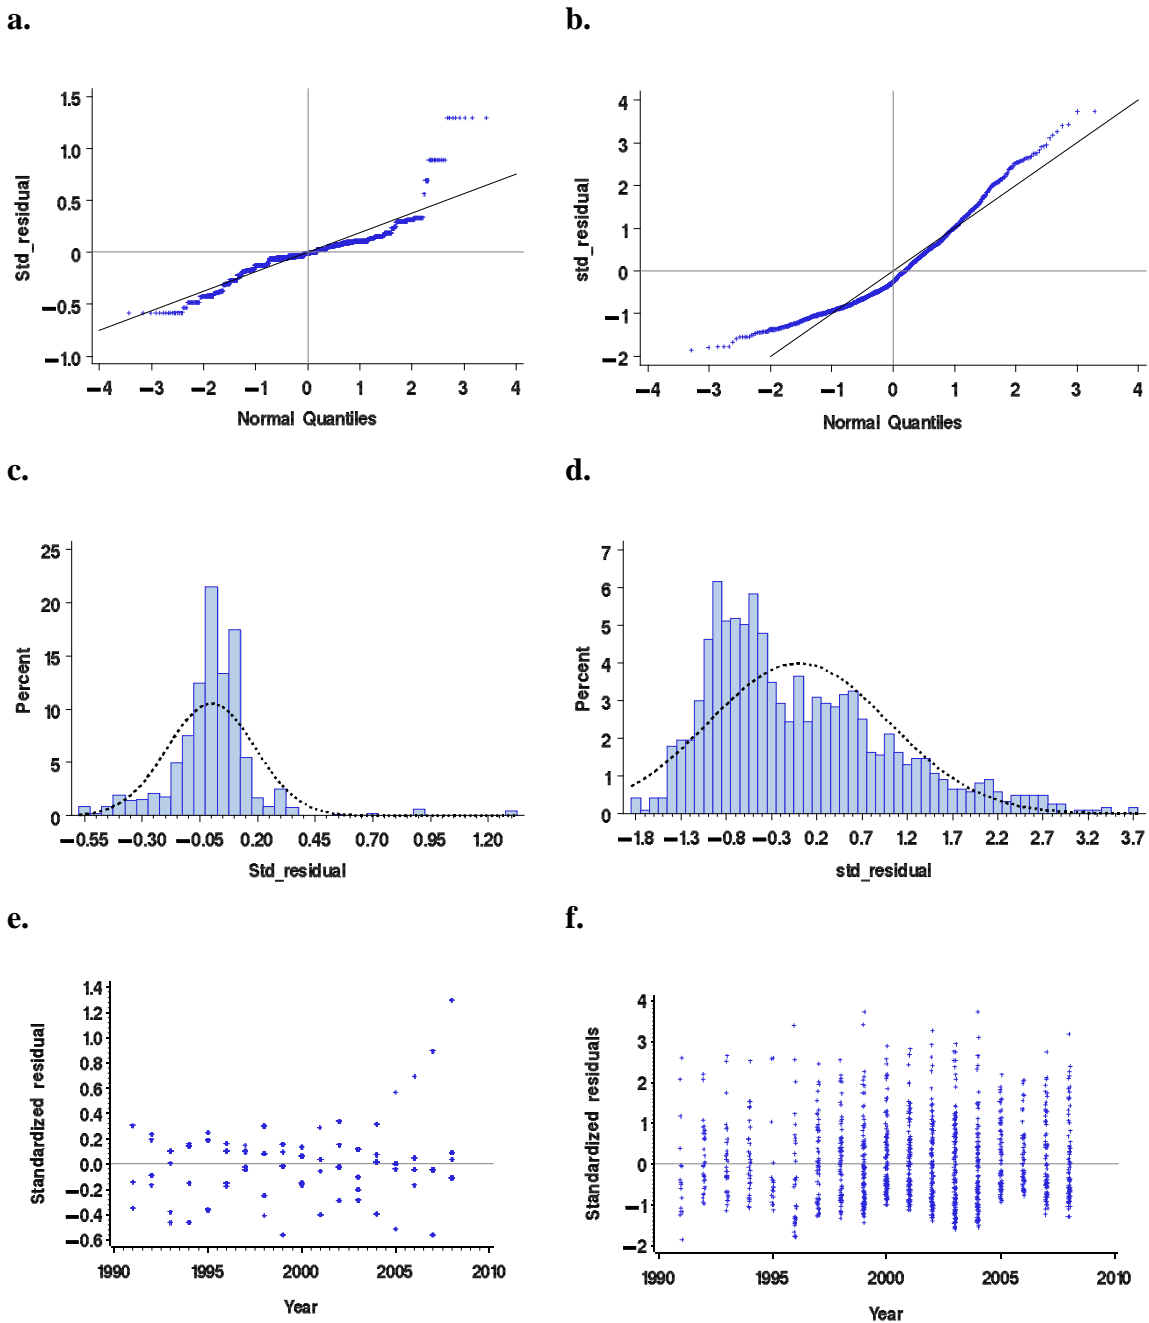 a.
1.5
1.0
0.5
0
−0.5
−1.0
Std_residual
−4 −3 −2 −1 0 1 2 3 4
Normal Quantiles
b.
4
3
2
1
0
−1
−2
std_residual
−4 −3 −2 −1 0 1 2 3 4
Normal Quantiles
c.
25
20
15
10
5
0
Percent
−0.55 −0.30 −0.05 0.20 0.45 0.70 0.95 1.20
Std_residual
d.
7
6
5
4
3
2
1
0
Percent
−1.8 −1.3 −0.8 −0.3 0.2 0.7 1.2 1.7 2.2 2.7 3.2 3.7
std_residual
e.
1.4
1.2
1.0
0.8
0.6
0.4
0.2
0.0
−0.2
−0.4
−0.6
Standardized residual
1990 1995 2000 2005 2010
Year
f.
4
3
2
1
0
−1
−2
Standardized residuals
1990 1995 2000 2005 2010
Year